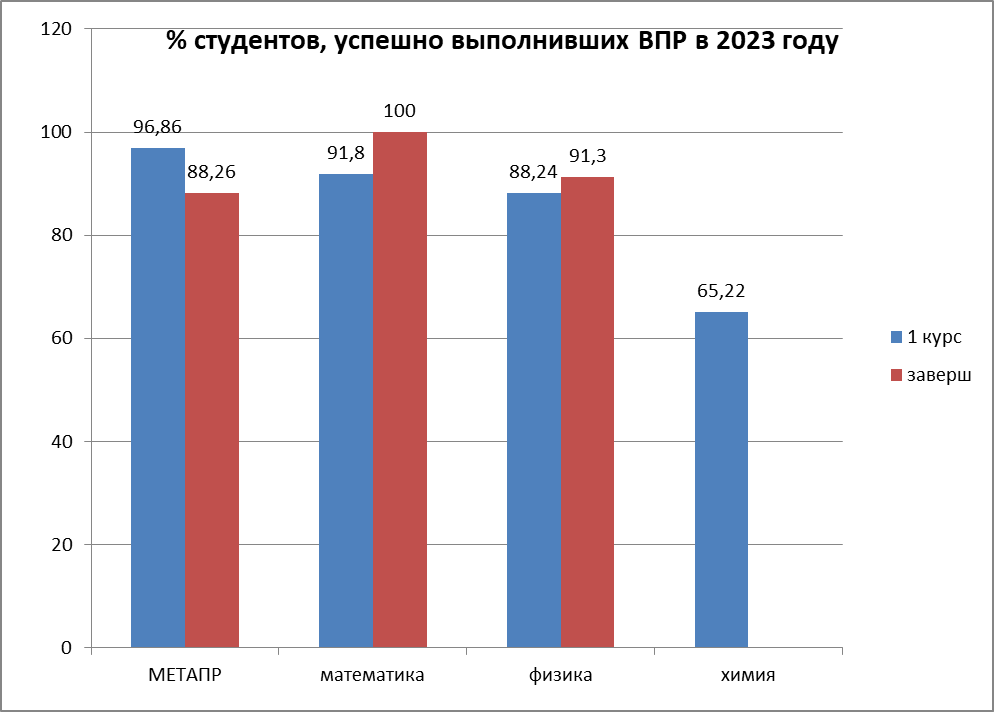 % студентов, успешно выполнивших ВПР в 2023 году
120
100
80
60
40
20
0
96,86
88,26
91,8
100
88,24
91,3
65,22
МЕТАПР
математика
физика
химия
1 курс
заверш